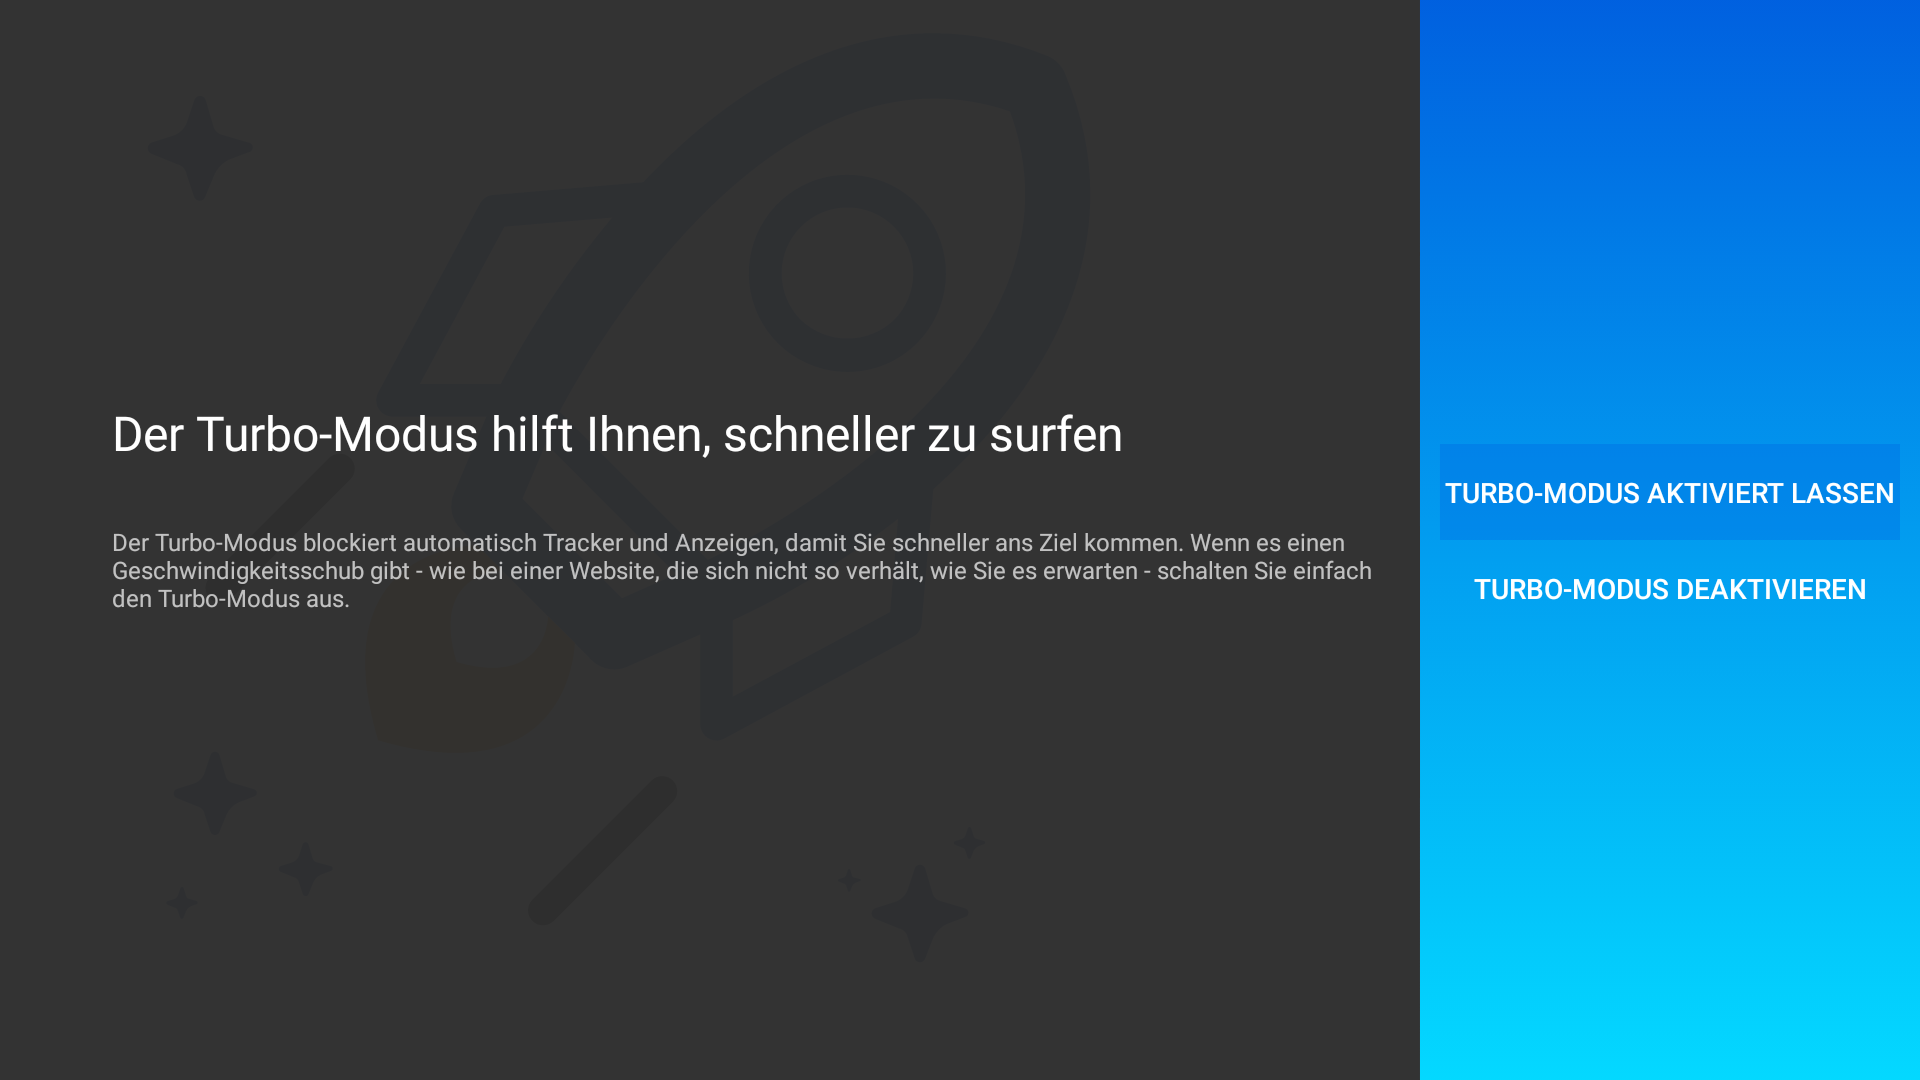 Der Turbo-Modus hilft Ihnen, schneller zu surfen
Der Turbo-Modus blockiert automatisch Tracker und Anzeigen, damit Sie schneller ans Ziel kommen. Wenn es einen
Geschwindigkeitsschub gibt - wie bei einer Website, die sich nicht so verhält, wie Sie es erwarten - schalten Sie einfach
den Turbo-Modus aus.
TURBO-MODUS AKTIVIERT LASSEN
TURBO-MODUS DEAKTIVIEREN